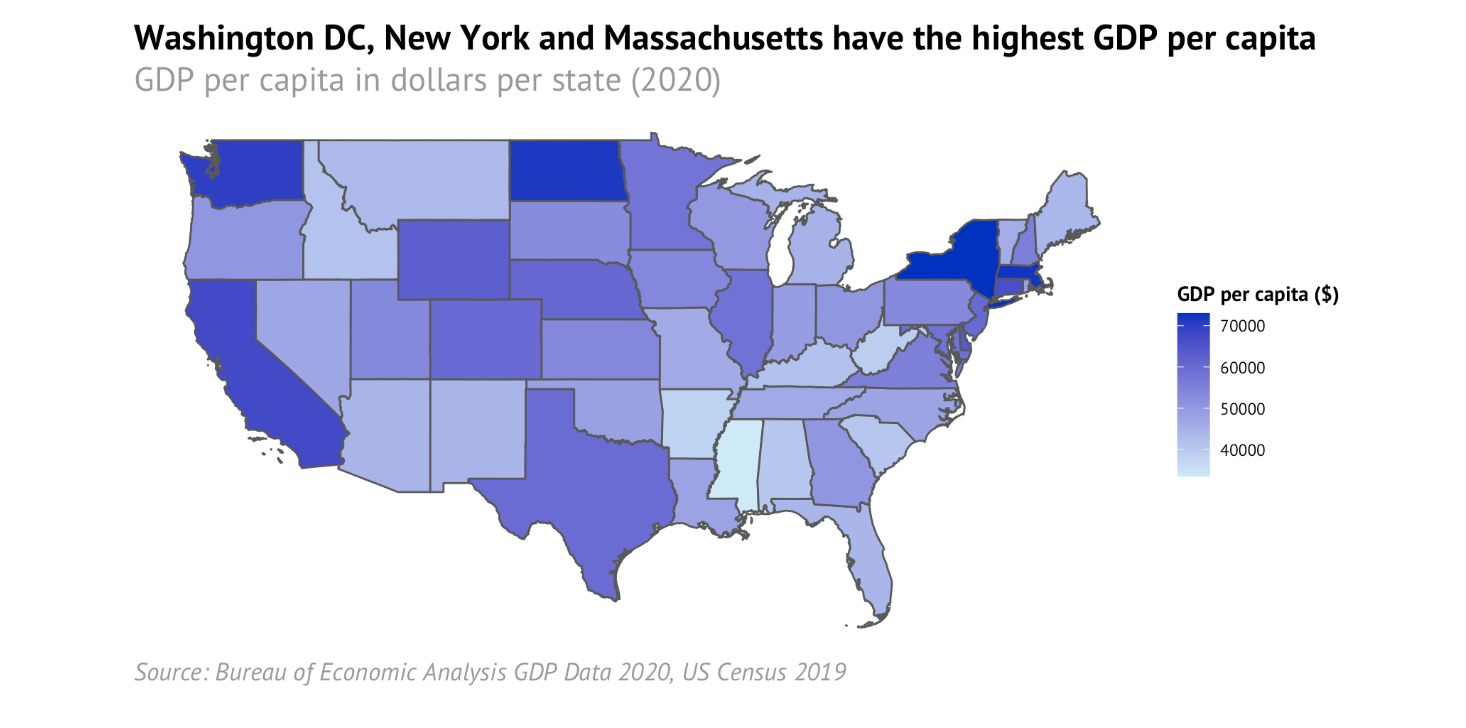 Washington DC, New York and Massachusetts have the highest GDP per capita
GDP per capita in dollars per state (2020)
GDP per capita ($)
70000
60000
50000
40000
Source: Bureau of Economic Analysis GDP Data 2020, US Census 2019